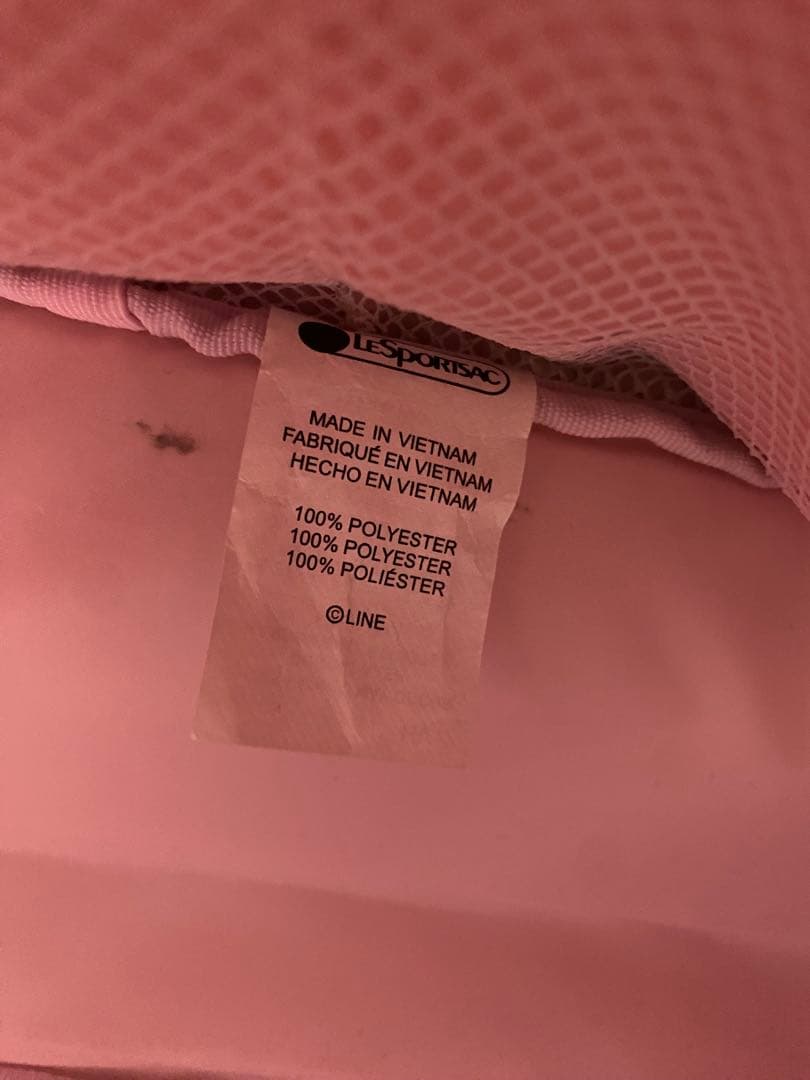 LESPORTSAC
MADE IN VIETNAM
FABRIQUÉ EN VIETNAM
HECHO EN VIETNAM
100% POLYESTER
100% POLYESTER
100% POLIÉSTER
©LINE